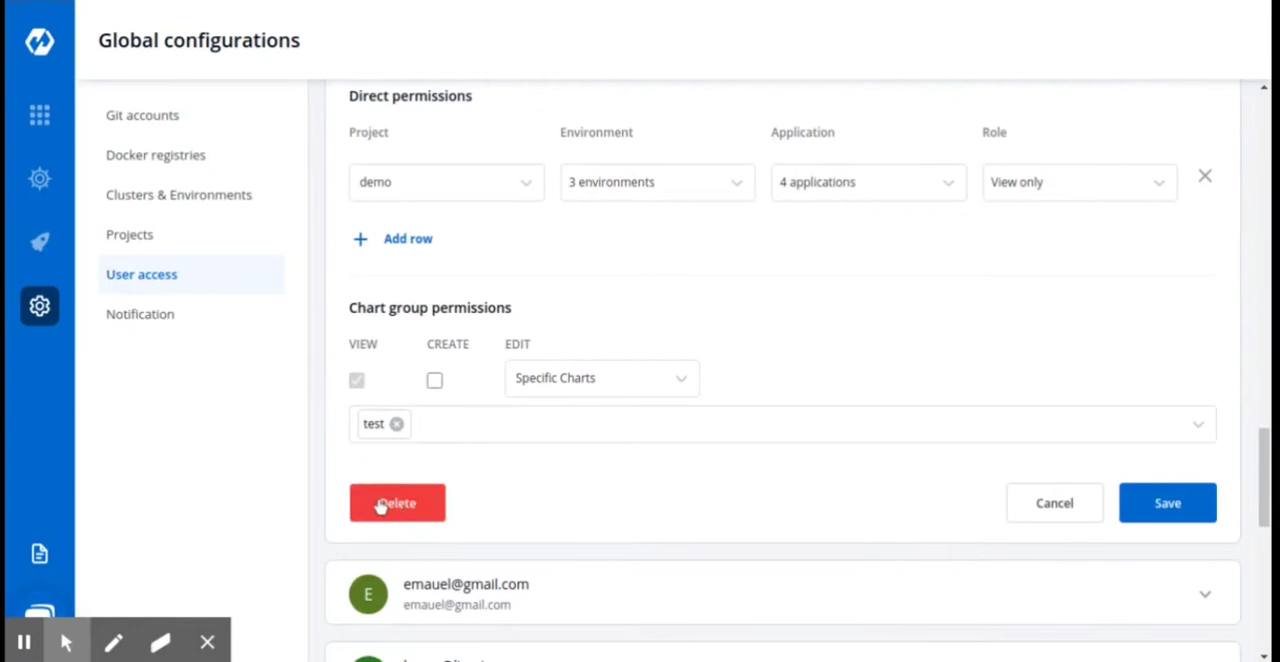 Global configurations
Git accounts
Docker registries
Clusters & Environments
Projects
User access
Notification
Direct permissions
Project Environment Application Role
demo 3 environments 4 applications View only
Add row
Chart group permissions
VIEW CREATE EDIT
Specific Charts
test
Delete Cancel Save
E emauel@gmail.com
emauel@gmail.com